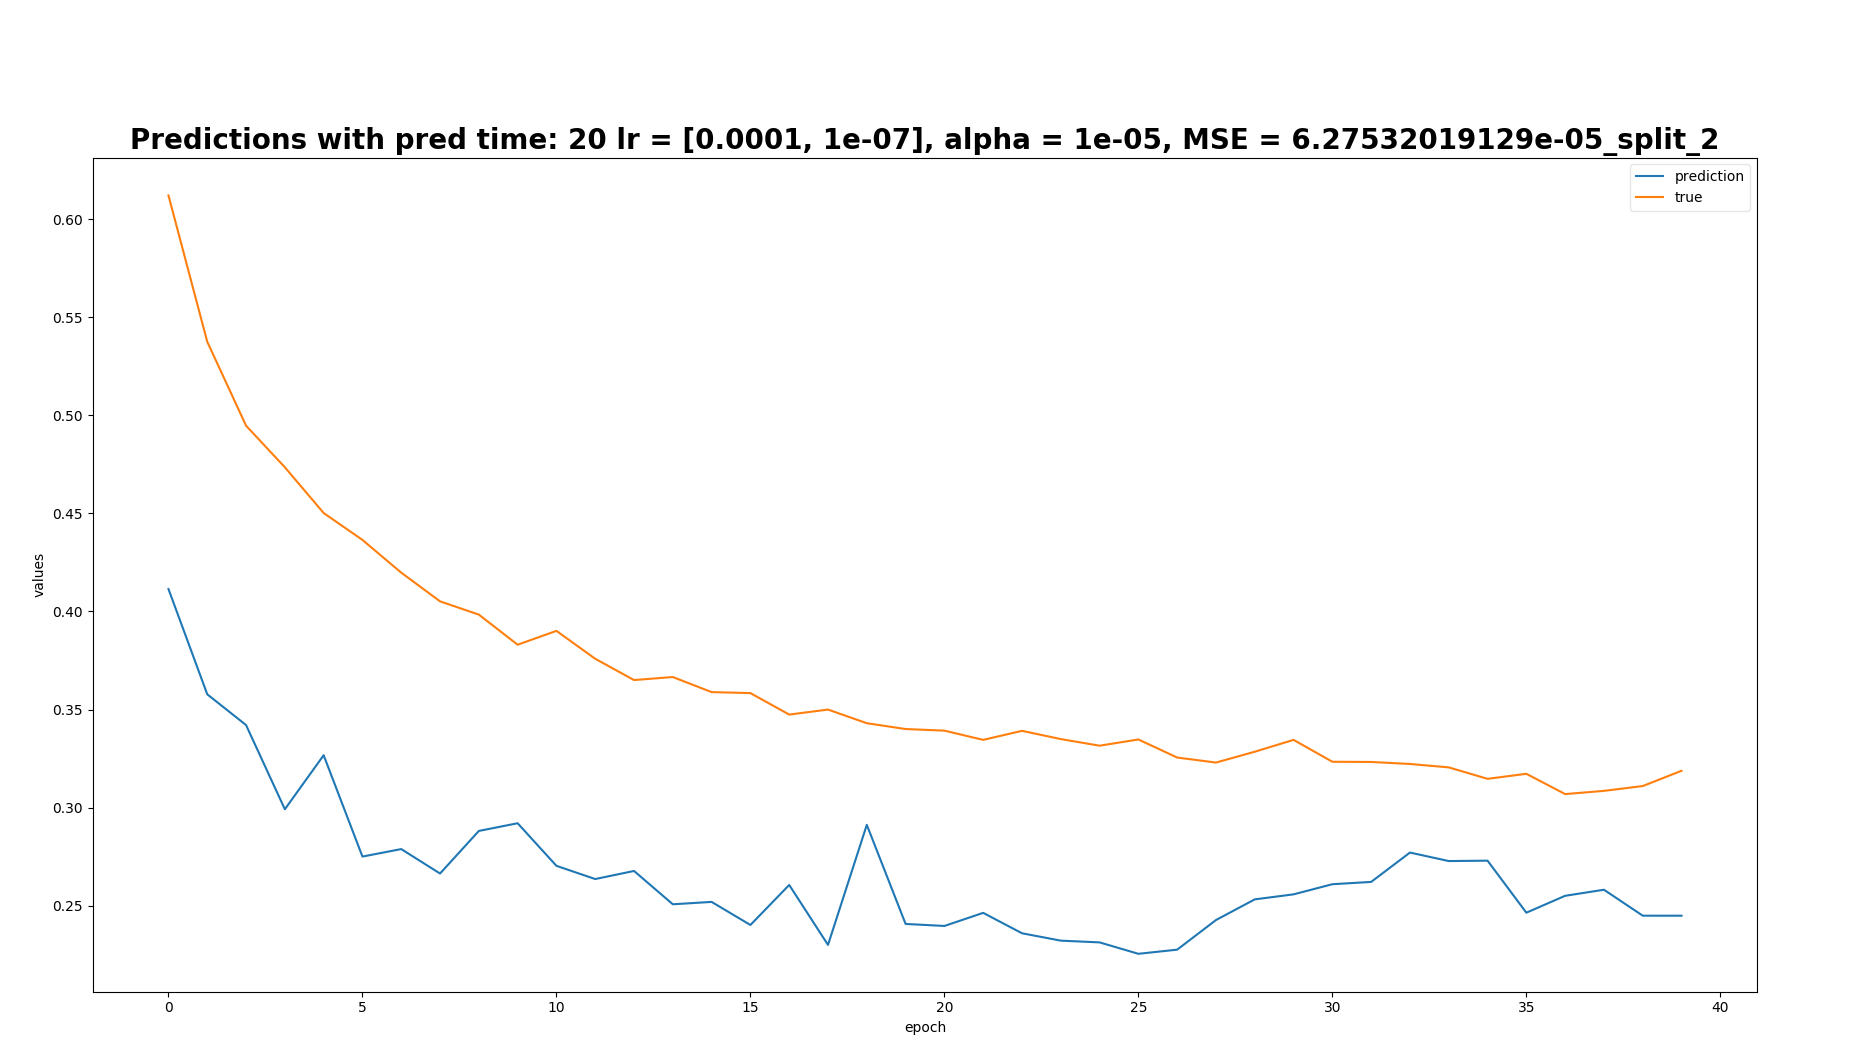 Predictions with pred time: 20 lr = [0.0001, 1e-07], alpha = 1e-05, MSE = 6.27532019129e-05_split_2
prediction
true
0.60
0.55
0.50
0.45
0.40
0.35
0.30
0.25
values
0 5 10 15 20 25 30 35 40
epoch